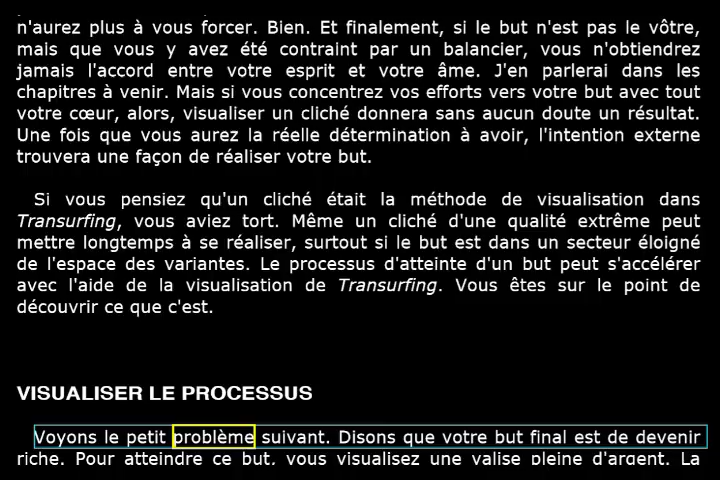 n'aurez plus à vous forcer. Bien. Et finalement, si le but n'est pas le vôtre,
mais que vous y avez été contraint par un balancier, vous n'obtiendrez
jamais l'accord entre votre esprit et votre âme. J'en parlerai dans les
chapitres à venir. Mais si vous concentrez vos efforts vers votre but avec tout
votre cœur, alors, visualiser un cliché donnera sans aucun doute un résultat.
Une fois que vous aurez la réelle détermination à avoir, l'intention externe
trouvera une façon de réaliser votre but.
Si vous pensiez qu'un cliché était la méthode de visualisation dans
Transurfing, vous aviez tort. Même un cliché d'une qualité extrême peut
mettre longtemps à se réaliser, surtout si le but est dans un secteur éloigné
de l'espace des variantes. Le processus d'atteinte d'un but peut s'accélérer
avec l'aide de la visualisation de Transurfing. Vous êtes sur le point de
découvrir ce que c'est.
VISUALISER LE PROCESSUS
Voyons le petit problème suivant. Disons que votre but final est de devenir
riche. Pour atteindre ce but, vous visualisez une valise pleine d'argent. La